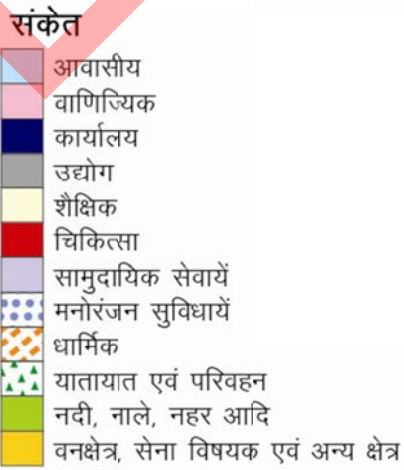 संकेत
आवासीय
वाणिज्यिक
कार्यालय
उद्योग
शैक्षिक
चिकित्सा
सामुदायिक सेवायें
मनोरंजन सुविधायें
धार्मिक
यातायात एवं परिवहन
नदी, नाले, नहर आदि
वनक्षेत्र, सेना विषयक एवं अन्य क्षेत्र